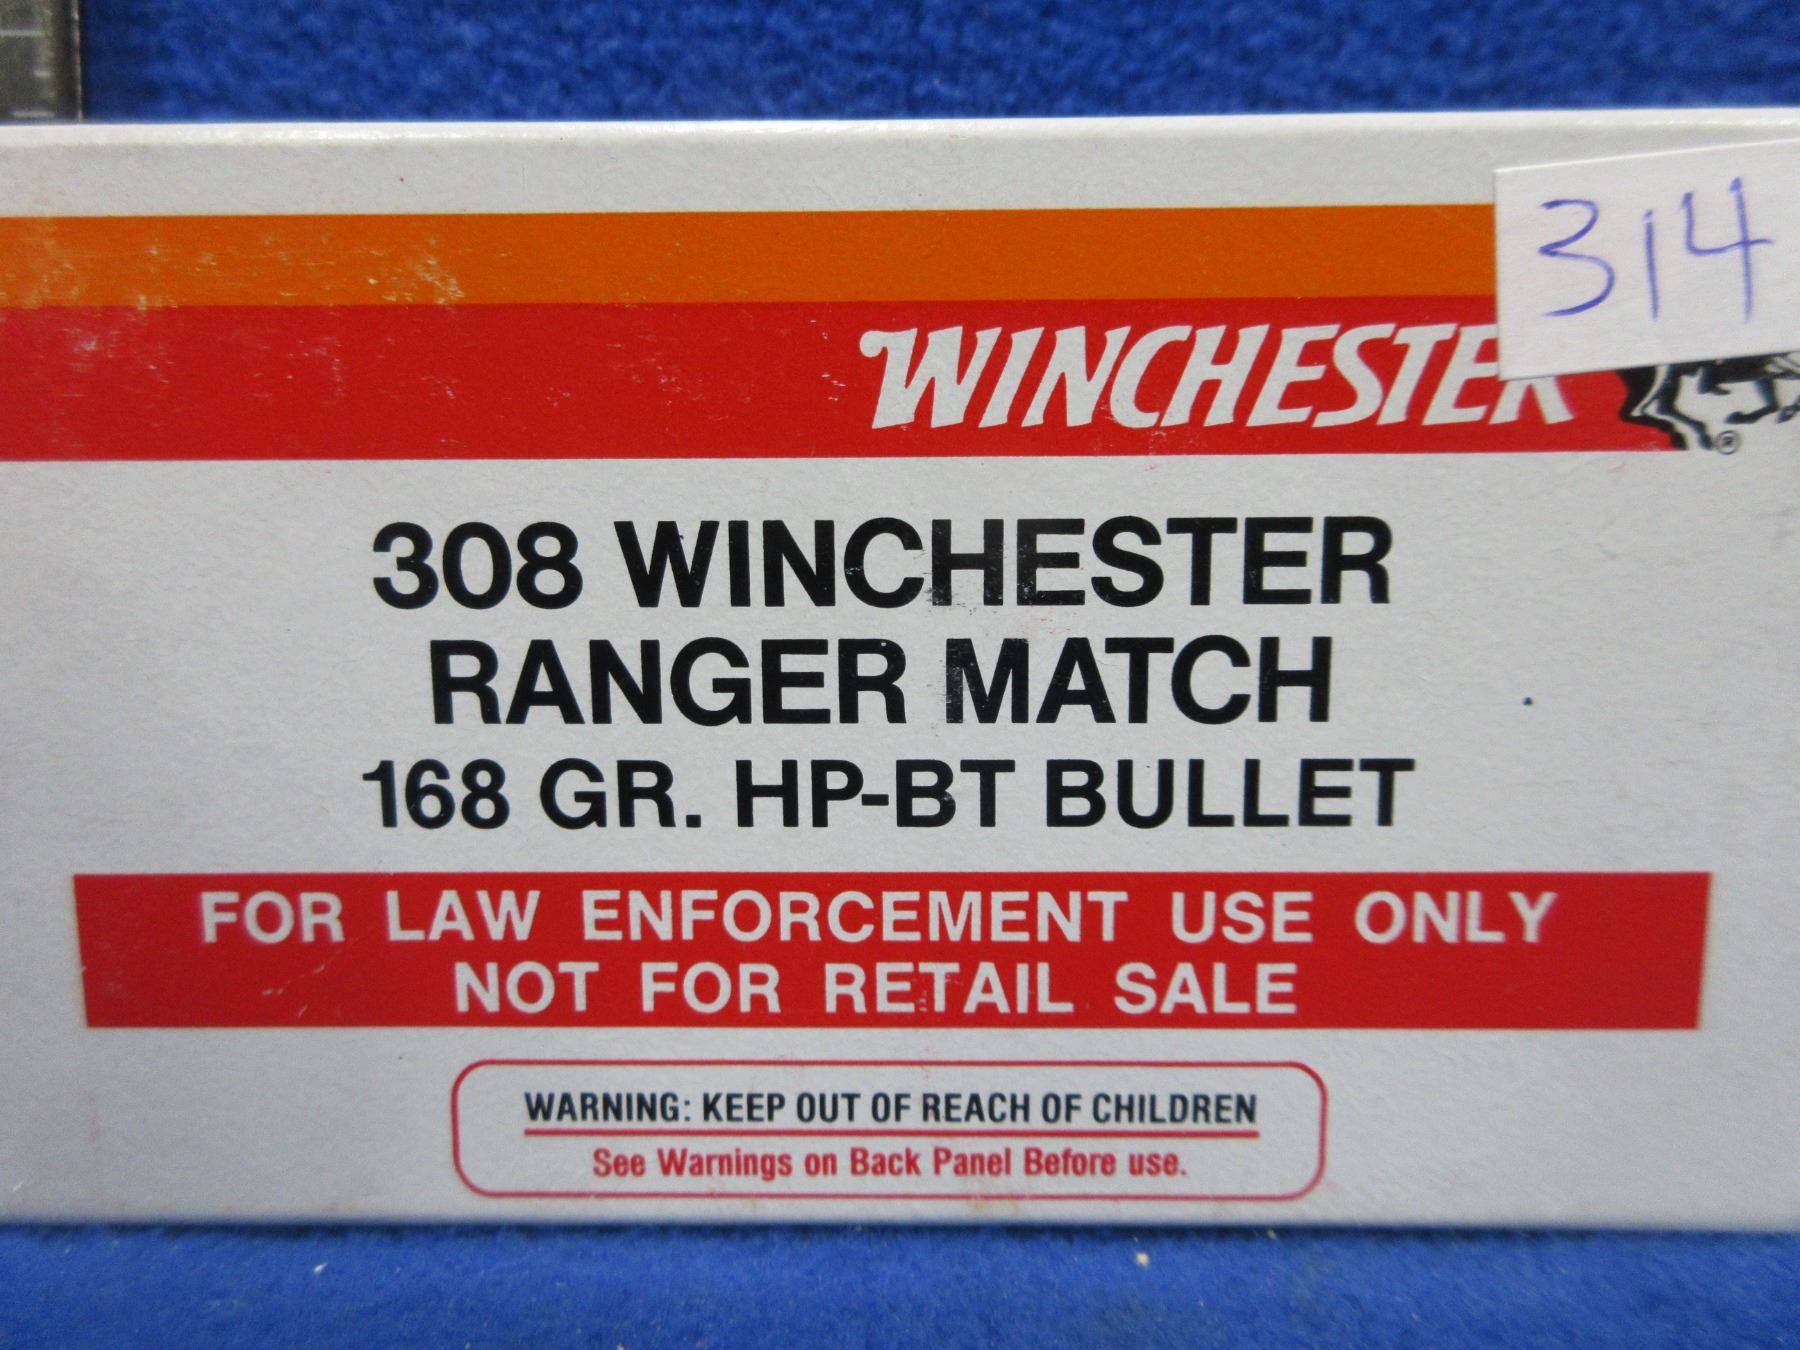 314
WINCHESTER
®
308 WINCHESTER
RANGER MATCH
168 GR. HP-BT BULLET
FOR LAW ENFORCEMENT USE ONLY
NOT FOR RETAIL SALE
WARNING: KEEP OUT OF REACH OF CHILDREN
See Warnings on Back Panel Before use.